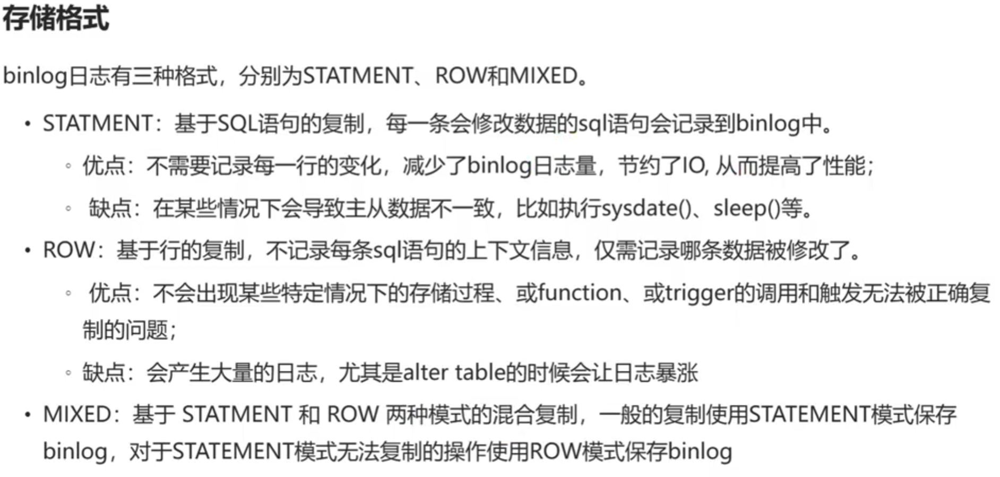 存储格式
binlog日志有三种格式，分别为STATMENT、ROW和MIXED。
• STATMENT：基于SQL语句的复制，每一条会修改数据的sql语句会记录到binlog中。
◦ 优点：不需要记录每一行的变化，减少了binlog日志量，节约了IO, 从而提高了性能；
◦ 缺点：在某些情况下会导致主从数据不一致，比如执行sysdate()、sleep()等。
• ROW：基于行的复制，不记录每条sql语句的上下文信息，仅需记录哪条数据被修改了。
◦ 优点：不会出现某些特定情况下的存储过程、或function、或trigger的调用和触发无法被正确复
制的问题；
◦ 缺点：会产生大量的日志，尤其是alter table的时候会让日志暴涨
• MIXED：基于 STATMENT 和 ROW 两种模式的混合复制，一般的复制使用STATEMENT模式保存
binlog，对于STATEMENT模式无法复制的操作使用ROW模式保存binlog